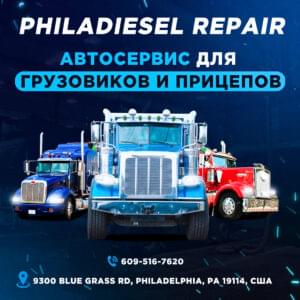 PHILADIESEL REPAIR
АВТОСЕРВИС ДЛЯ
ГРУЗОВИКОВ И ПРИЦЕПОВ
609-516-7620
9300 BLUE GRASS RD, PHILADELPHIA, PA 19114, США